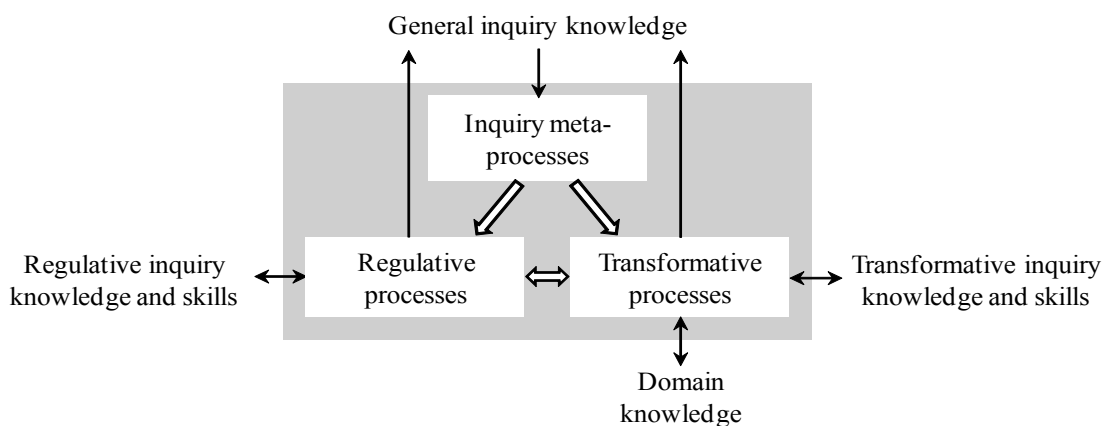 General inquiry knowledge
Inquiry meta-
processes
Regulative inquiry
knowledge and skills
Regulative
processes
Transformative
processes
Transformative inquiry
knowledge and skills
Domain
knowledge